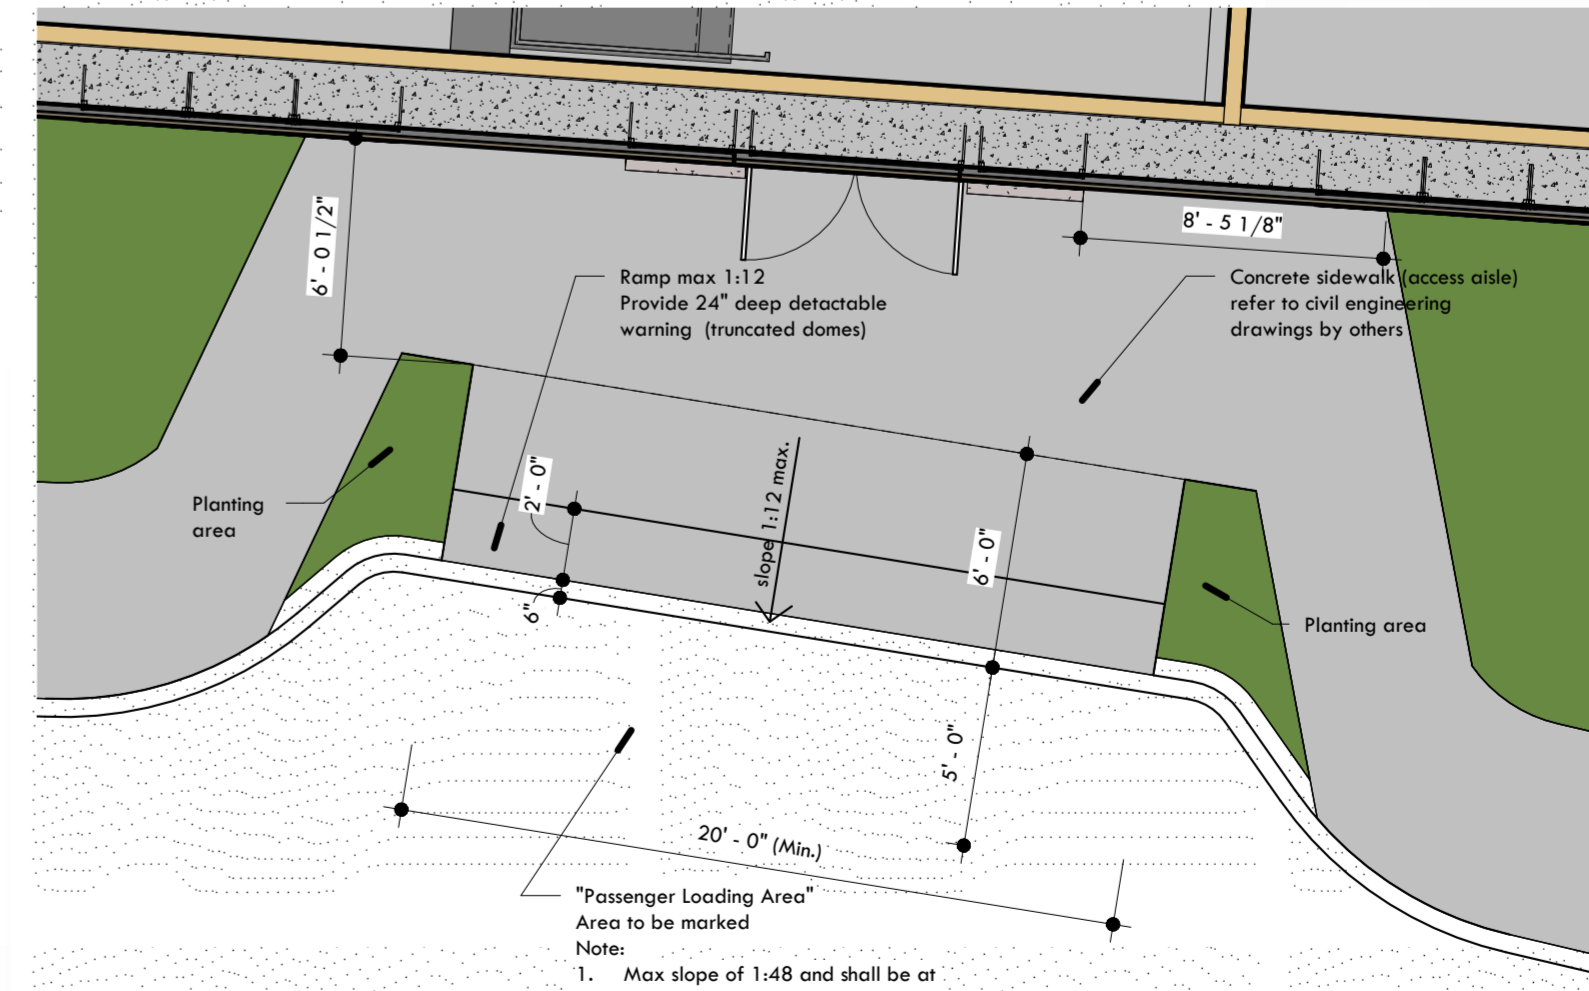 6' - 0 1/2"
8' - 5 1/8"
Ramp max 1:12
Provide 24" deep detactable
warning (truncated domes)
Concrete sidewalk (access aisle)
refer to civil engineering
drawings by others
2' - 0"
slope 1:12 max.
6' - 0"
Planting
area
6"
Planting area
5' - 0"
20' - 0" (Min.)
"Passenger Loading Area"
Area to be marked
Note:
1. Max slope of 1:48 and shall be at